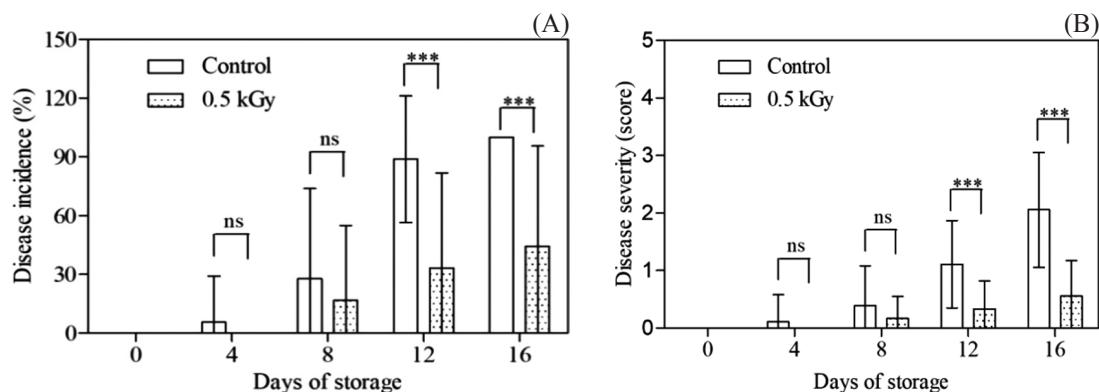 (A)
150
120
90
60
30
0
Disease incidence (%)
Control
0.5 kGy
ns
ns
***
***
0 4 8 12 16
Days of storage
(B)
5
4
3
2
1
0
Disease severity (score)
Control
0.5 kGy
ns
ns
***
***
0 4 8 12 16
Days of storage